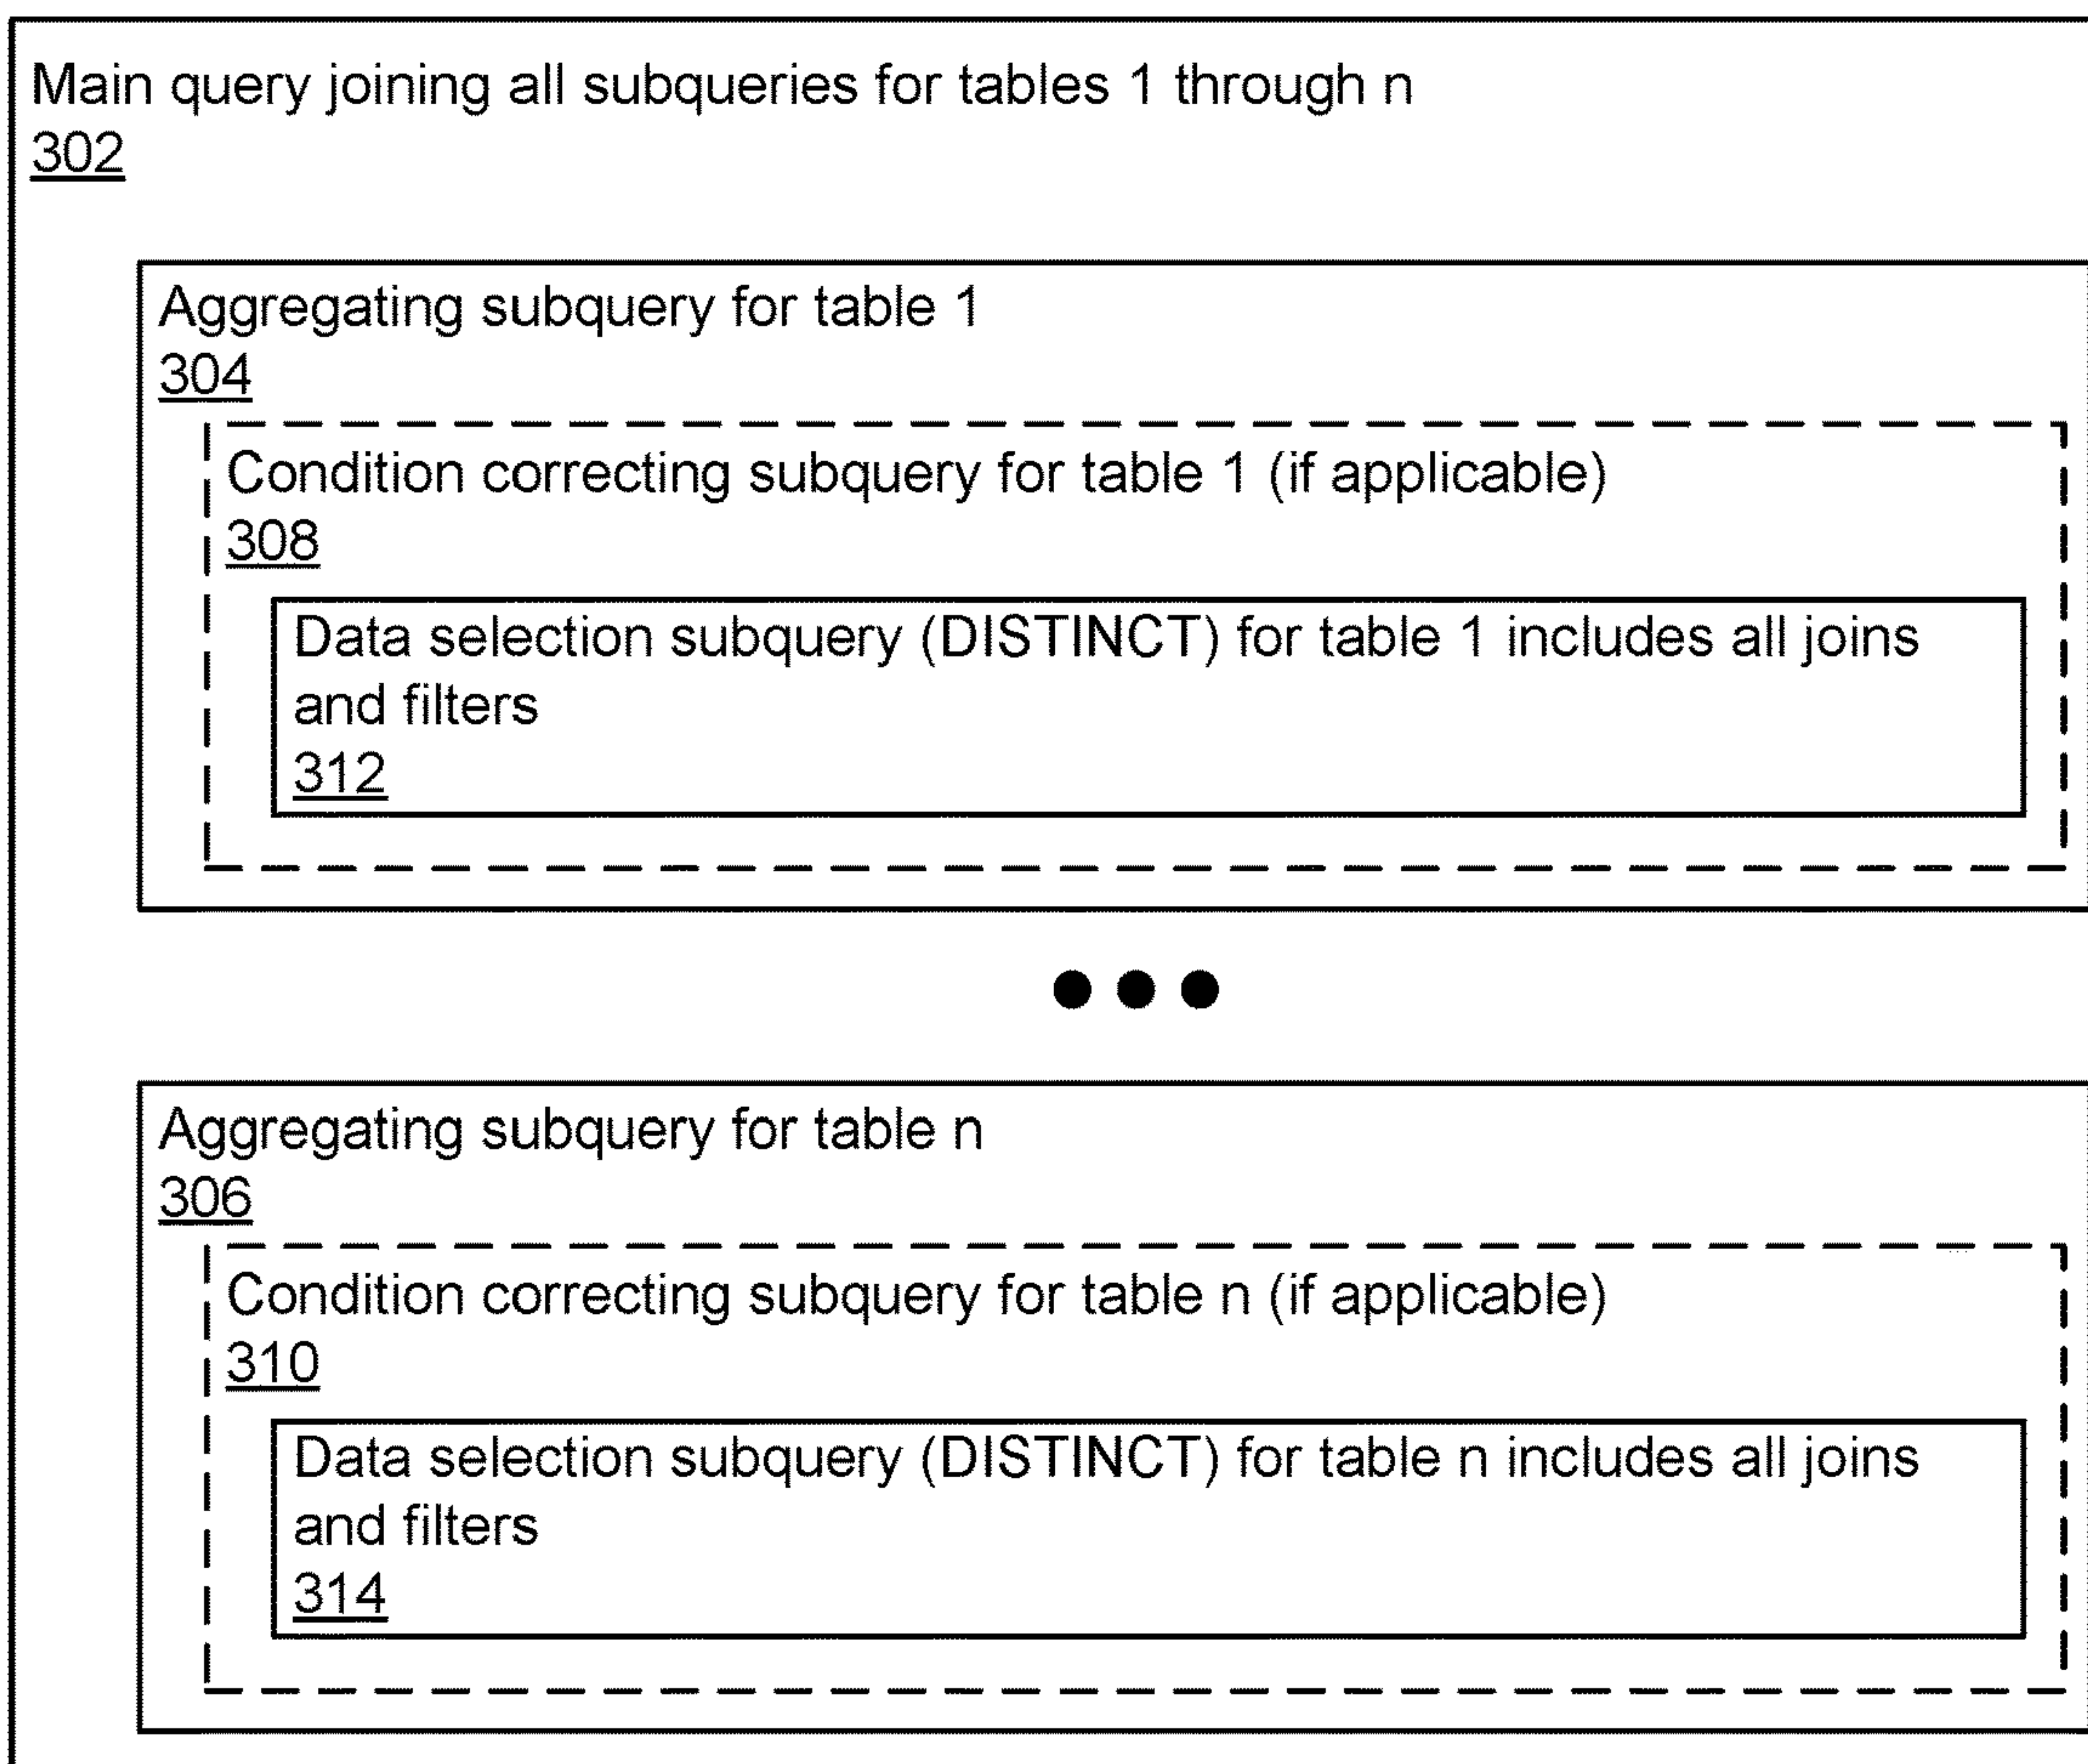 Main query joining all subqueries for tables 1 through n
302
Aggregating subquery for table 1
304
Condition correcting subquery for table 1 (if applicable)
308
Data selection subquery (DISTINCT) for table 1 includes all joins
and filters
312
Aggregating subquery for table n
306
Condition correcting subquery for table n (if applicable)
310
Data selection subquery (DISTINCT) for table n includes all joins
and filters
314